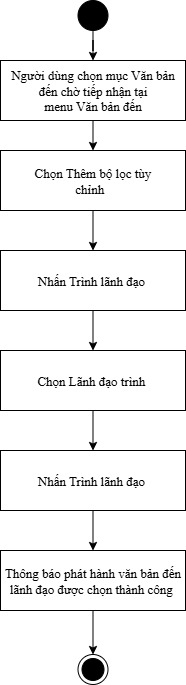 Người dùng chọn mục Văn bản
đến chờ tiếp nhận tại
menu Văn bản đến
Chọn Thêm bộ lọc tùy
chỉnh
Nhấn Trình lãnh đạo
Chọn Lãnh đạo trình
Nhấn Trình lãnh đạo
Thông báo phát hành văn bản đến
lãnh đạo được chọn thành công